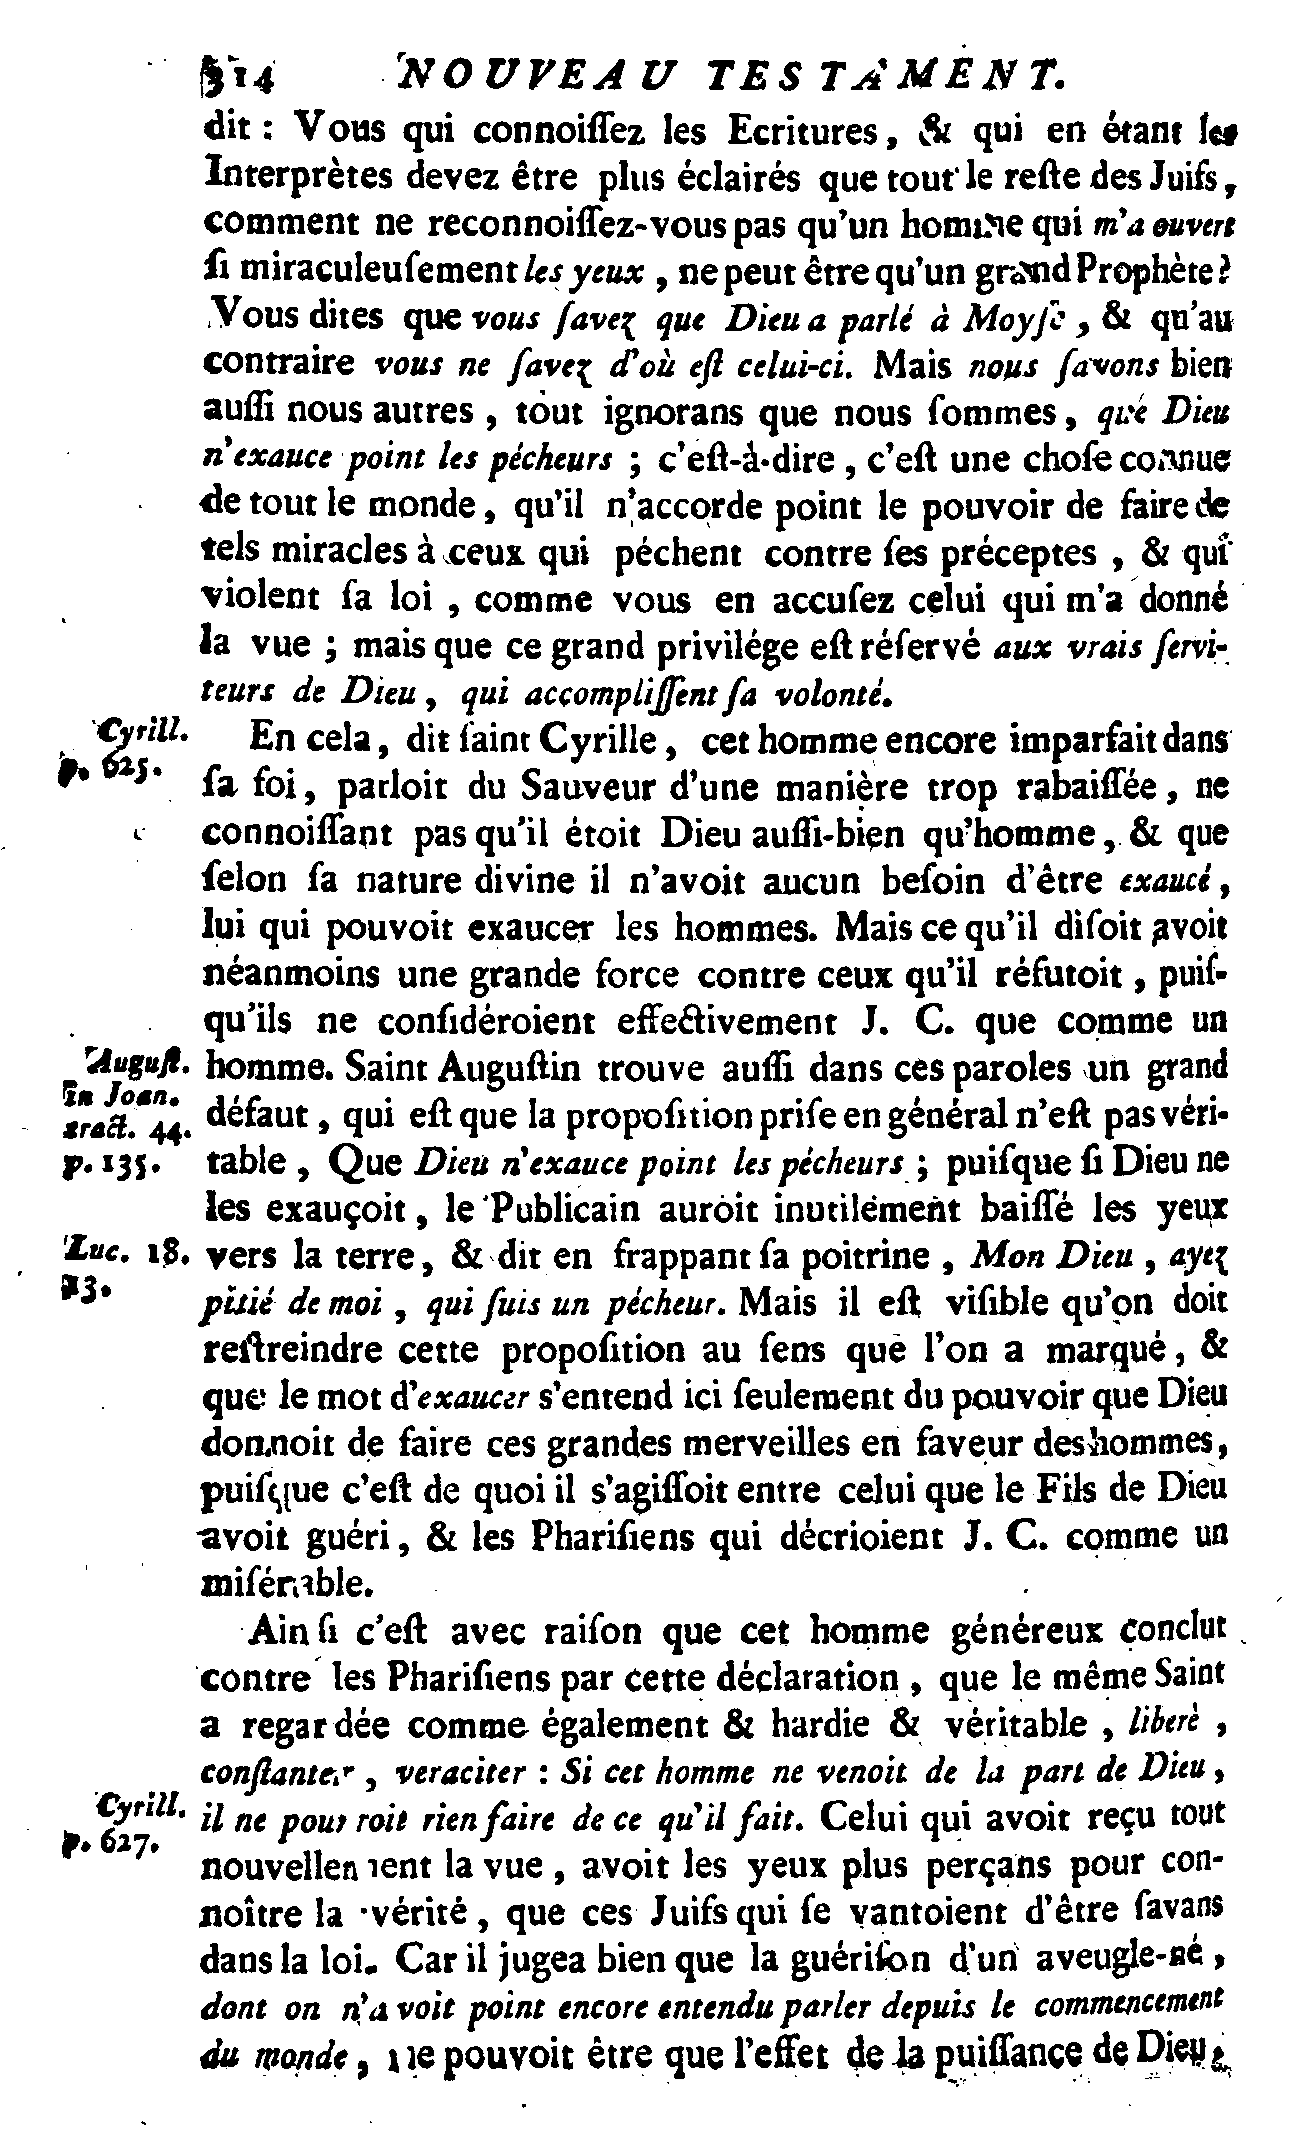 314 NOUVEAU TESTAMENT.
dit : Vous qui connoiſſez les Ecritures, & qui en étant les
Interprètes devez être plus éclairés que tout le reſte des Juifs,
comment ne reconnoiſſez-vous pas qu'un homme qui m'a ouvert
ſi miraculeuſement les yeux, ne peut être qu'un grand Prophète ?
Vous dites que vous ſavez que Dieu a parlé à Moyſe, & qu'au
contraire vous ne ſavez d'où eſt celui-ci. Mais nous ſavons bien
auſſi nous autres, tout ignorans que nous ſommes, que Dieu
n'exauce point les pécheurs ; c'eſt-à-dire, c'eſt une choſe connue
de tout le monde, qu'il n'accorde point le pouvoir de faire de
tels miracles à ceux qui péchent contre ſes préceptes, & qui
violent ſa loi, comme vous en accuſez celui qui m'a donné
la vue ; mais que ce grand privilége eſt réſervé aux vrais ſervi-
teurs de Dieu, qui accompliſſent ſa volonté.
Cyrill.
p. 625.
En cela, dit ſaint Cyrille, cet homme encore imparfait dans
ſa foi, parloit du Sauveur d'une manière trop rabaiſſée, ne
connoiſſant pas qu'il étoit Dieu auſſi-bien qu'homme, & que
ſelon ſa nature divine il n'avoit aucun beſoin d'être exaucé,
lui qui pouvoit exaucer les hommes. Mais ce qu'il diſoit avoit
néanmoins une grande force contre ceux qu'il réfutoit, puiſ-
qu'ils ne conſidéroient effectivement J. C. que comme un
Auguſt.
in Joan.
tract. 44.
p. 135.
homme. Saint Auguſtin trouve auſſi dans ces paroles un grand
défaut, qui eſt que la propoſition priſe en général n'eſt pas véri-
table, Que Dieu n'exauce point les pécheurs ; puiſque ſi Dieu ne
les exauçoit, le Publicain auroit inutilement baiſſé les yeux
Luc. 18.
13.
vers la terre, & dit en frappant ſa poitrine, Mon Dieu, ayez
pitié de moi, qui ſuis un pécheur. Mais il eſt viſible qu'on doit
reſtreindre cette propoſition au ſens que l'on a marqué, &
que le mot d'exaucer s'entend ici ſeulement du pouvoir que Dieu
donnoit de faire ces grandes merveilles en faveur des hommes,
puiſque c'eſt de quoi il s'agiſſoit entre celui que le Fils de Dieu
avoit guéri, & les Phariſiens qui décrioient J. C. comme un
miſérable.
Ainſi c'eſt avec raiſon que cet homme généreux conclut
contre les Phariſiens par cette déclaration, que le même Saint
a regardée comme également & hardie & véritable, liberè,
conſtanter, veraciter : Si cet homme ne venoit de la part de Dieu,
Cyrill.
p. 627.
il ne pourroit rien faire de ce qu'il fait. Celui qui avoit reçu tout
nouvellement la vue, avoit les yeux plus perçans pour con-
noître la vérité, que ces Juifs qui ſe vantoient d'être ſavans
dans la loi. Car il jugea bien que la guériſon d'un aveugle-né,
dont on n'avoit point encore entendu parler depuis le commencement
du monde, ne pouvoit être que l'effet de la puiſſance de Dieu ;